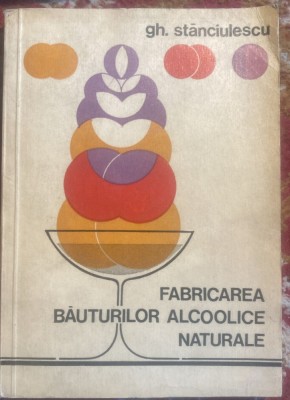 gh. stănciulescu
FABRICAREA
BĂUTURILOR ALCOOLICE
NATURALE